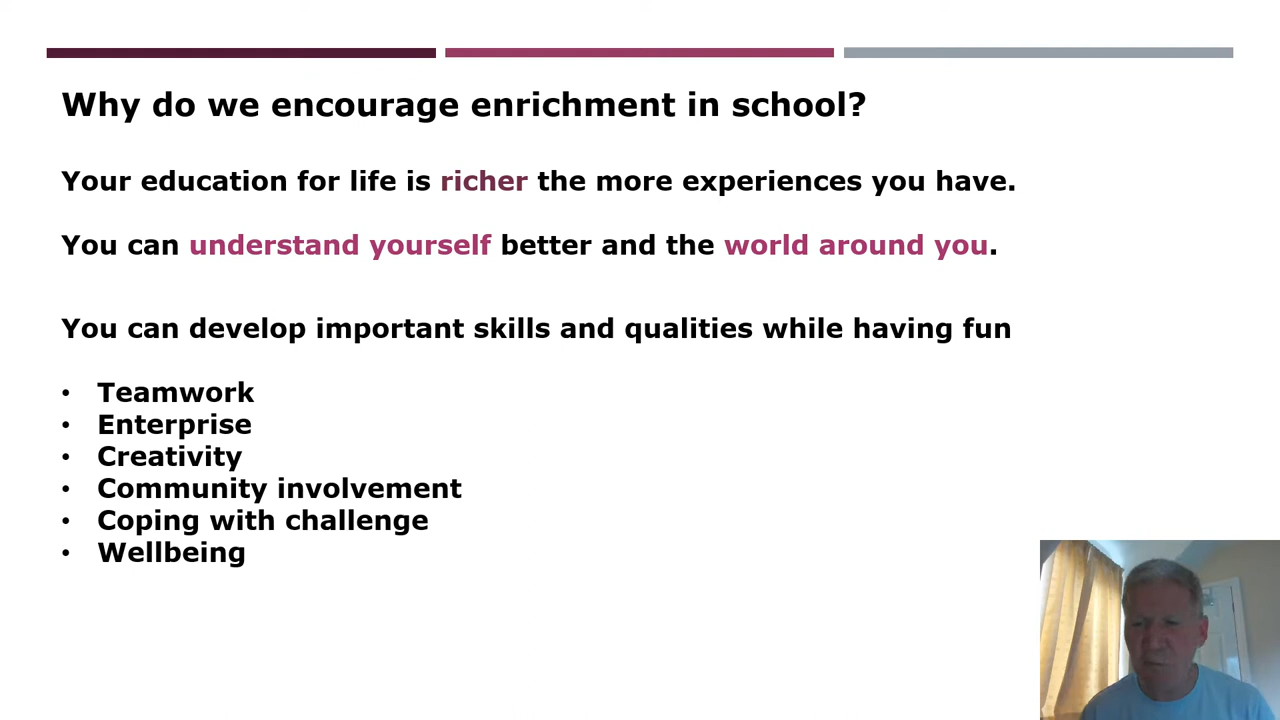 Why do we encourage enrichment in school?
Your education for life is richer the more experiences you have.
You can understand yourself better and the world around you.
You can develop important skills and qualities while having fun
• Teamwork
• Enterprise
• Creativity
• Community involvement
• Coping with challenge
• Wellbeing